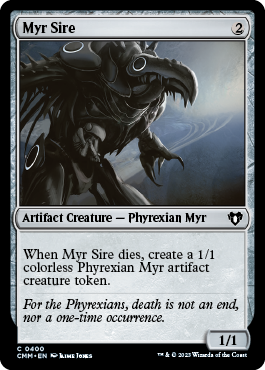 Myr Sire 2
Artifact Creature — Phyrexian Myr
When Myr Sire dies, create a 1/1
colorless Phyrexian Myr artifact
creature token.
For the Phyrexians, death is not an end,
nor a one-time occurrence.
1/1
C 0400
CMM • EN
™ & © 2023 Wizards of the Coast